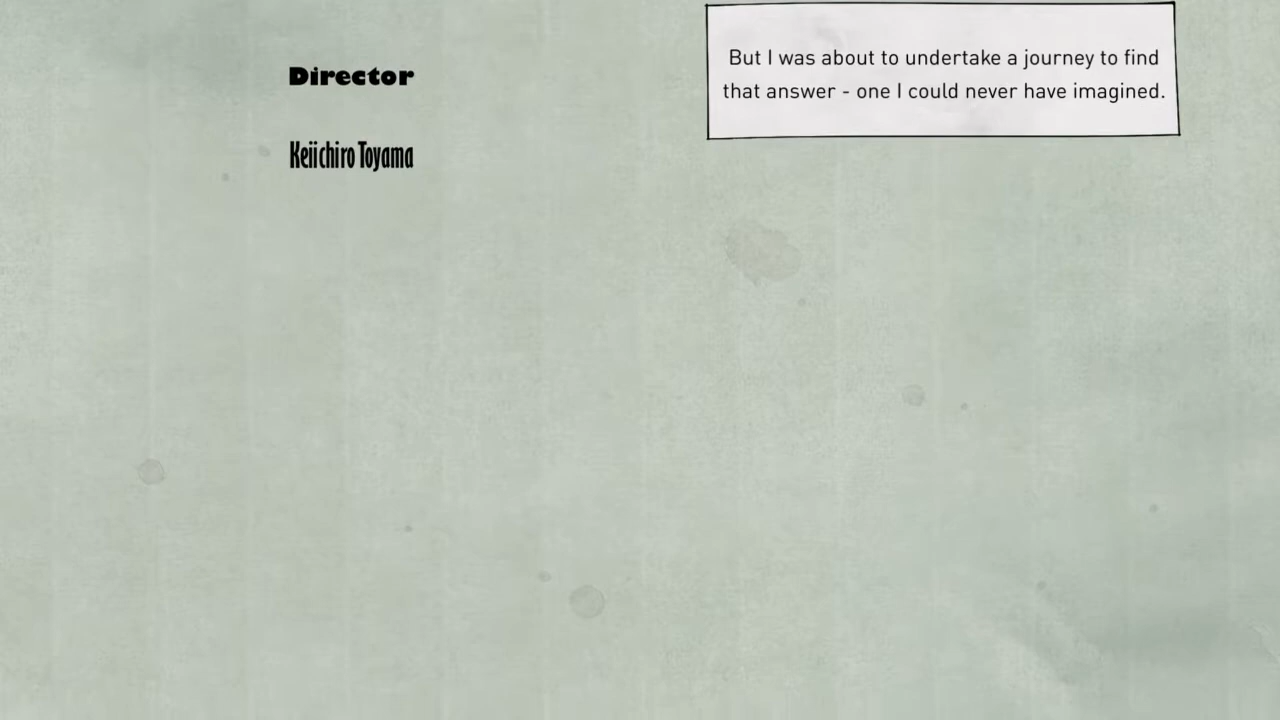 Director
Keiichiro Toyama
But I was about to undertake a journey to find
that answer - one I could never have imagined.